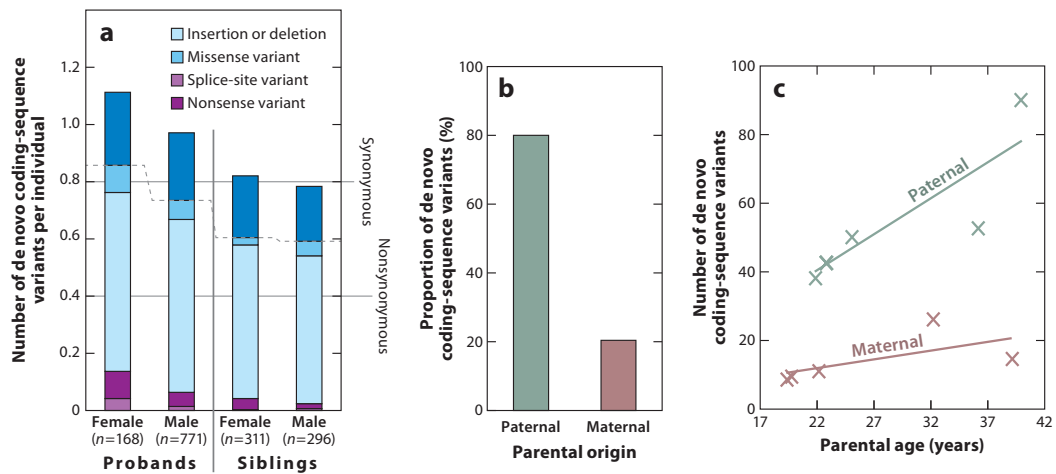 a
Insertion or deletion
Missense variant
Splice-site variant
Nonsense variant
Number of de novo coding-sequence
variants per individual
1.2
1.0
0.8
0.6
0.4
0.2
0
Synonymous
Nonsynonymous
Female
(n=168)
Male
(n=771)
Female
(n=311)
Male
(n=296)
Probands
Siblings
b
Proportion of de novo
coding-sequence variants (%)
100
80
60
40
20
0
Paternal
Maternal
Parental origin
c
Number of de novo
coding-sequence variants
100
80
60
40
20
0
Paternal
Maternal
17
22
27
32
37
42
Parental age (years)